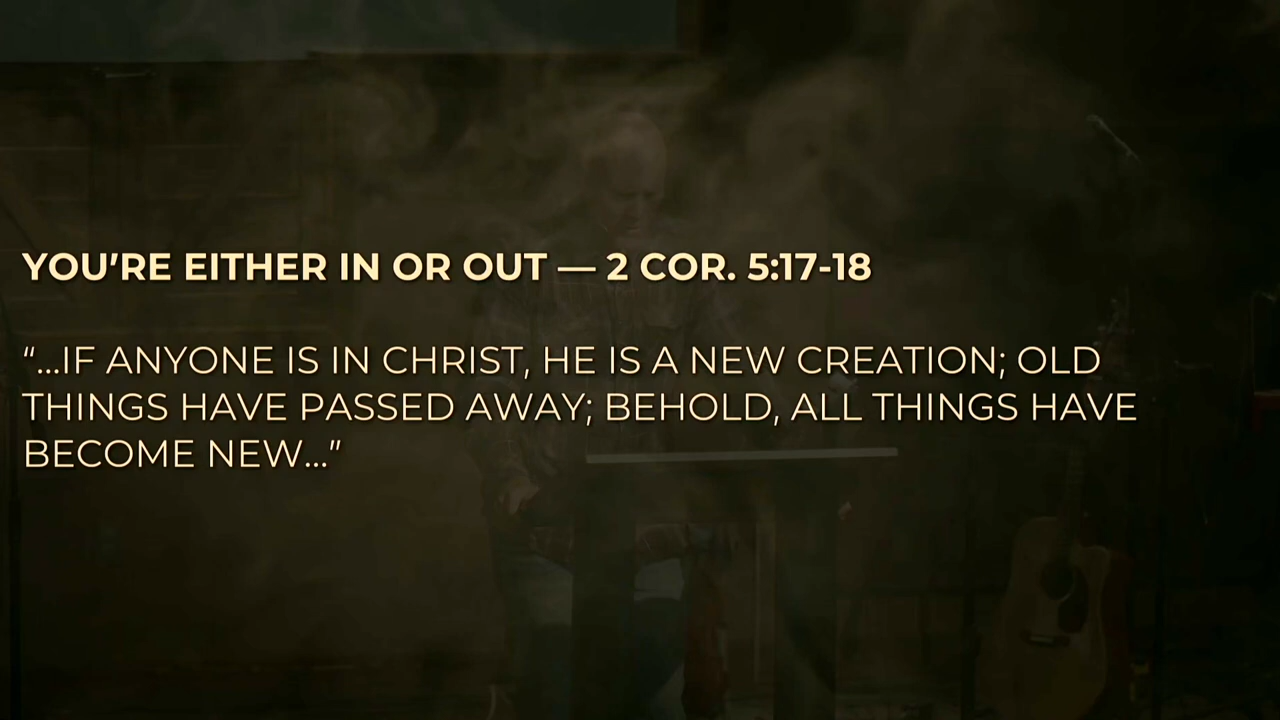 YOU’RE EITHER IN OR OUT — 2 COR. 5:17-18
“...IF ANYONE IS IN CHRIST, HE IS A NEW CREATION; OLD
THINGS HAVE PASSED AWAY; BEHOLD, ALL THINGS HAVE
BECOME NEW...”